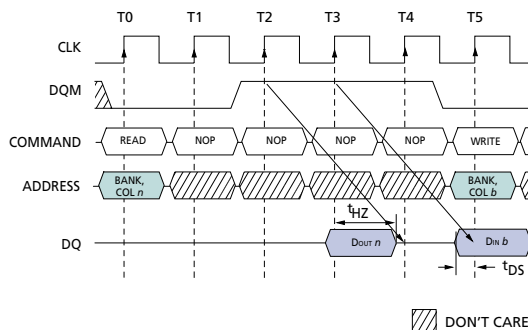 T0 T1 T2 T3 T4 T5
CLK
DQM
COMMAND READ NOP NOP NOP NOP WRITE
ADDRESS BANK, COL n BANK, COL b
tHZ
DQ DOUT n DIN b
tDS
DON'T CARE